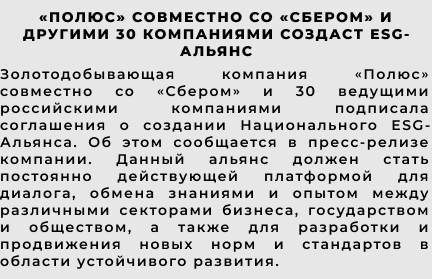 «ПОЛЮС» СОВМЕСТНО СО «СБЕРОМ» И
ДРУГИМИ 30 КОМПАНИЯМИ СОЗДАСТ ESG-
АЛЬЯНС
Золотодобывающая компания «Полюс»
совместно со «Сбером» и 30 ведущими
российскими компаниями подписала
соглашения о создании Национального ESG-
Альянса. Об этом сообщается в пресс-релизе
компании. Данный альянс должен стать
постоянно действующей платформой для
диалога, обмена знаниями и опытом между
различными секторами бизнеса, государством
и обществом, а также для разработки и
продвижения новых норм и стандартов в
области устойчивого развития.